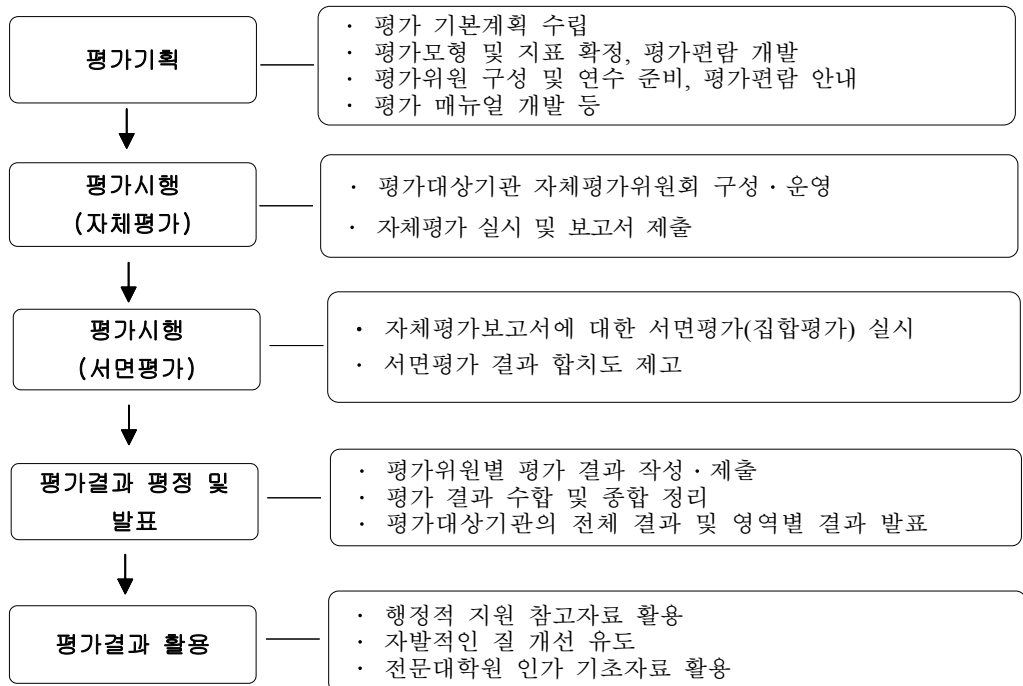 평가기획
· 평가 기본계획 수립
· 평가모형 및 지표 확정, 평가편람 개발
· 평가위원 구성 및 연수 준비, 평가편람 안내
· 평가 매뉴얼 개발 등
평가시행
(자체평가)
· 평가대상기관 자체평가위원회 구성 · 운영
· 자체평가 실시 및 보고서 제출
평가시행
(서면평가)
· 자체평가보고서에 대한 서면평가(집합평가) 실시
· 서면평가 결과 합치도 제고
평가결과 평정 및
발표
· 평가위원별 평가 결과 작성 · 제출
· 평가 결과 수합 및 종합 정리
· 평가대상기관의 전체 결과 및 영역별 결과 발표
평가결과 활용
· 행정적 지원 참고자료 활용
· 자발적인 질 개선 유도
· 전문대학원 인가 기초자료 활용